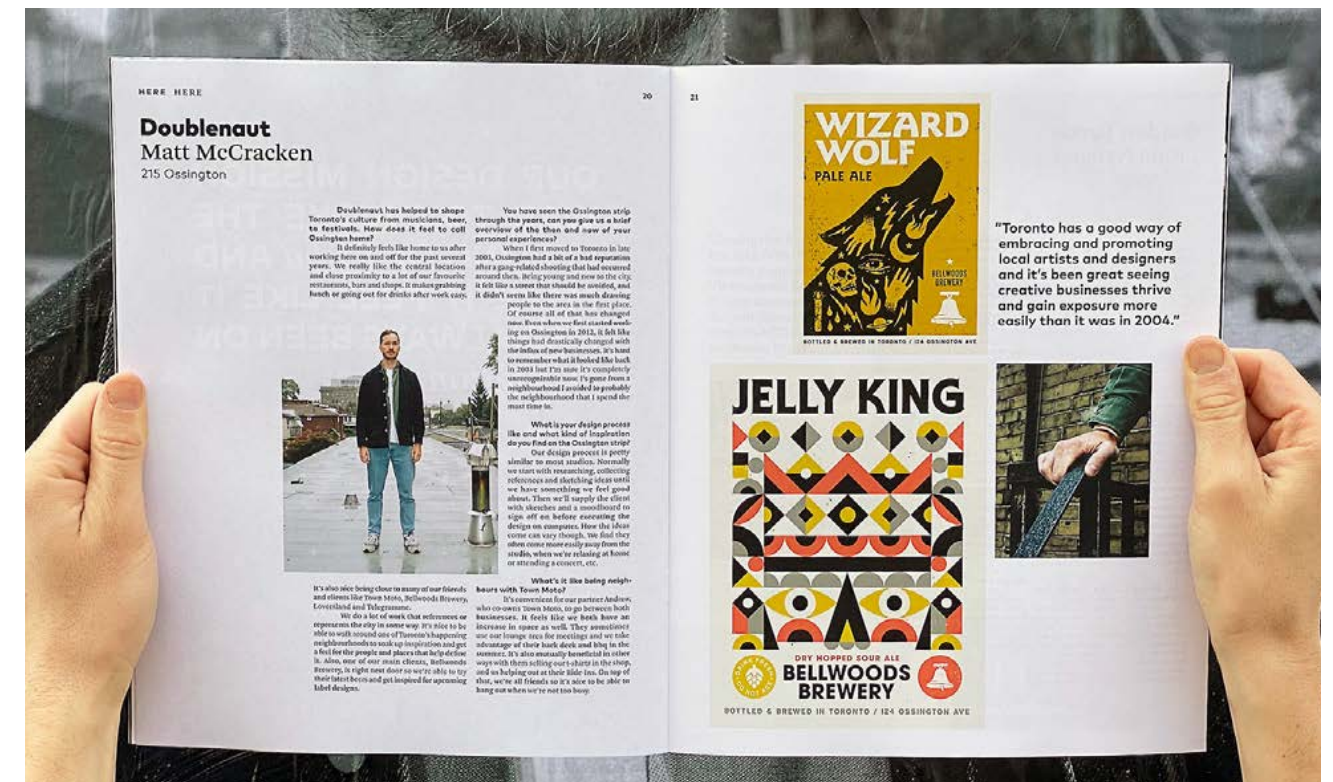 HERE HERE
20
Doublenaut
Matt McCracken
215 Ossington
Doublenaut has helped to shape
Toronto's culture from musicians, beer,
to festivals. How does it feel to call
Ossington home?
It definitely feels like home to us after
working here on and off for the past several
years. We really like the central location
and close proximity to a lot of our favourite
restaurants, bars and shops. It makes grabbing
lunch or going out for drinks after work easy.
It's also nice being close to many of our friends
and clients like Town Moto, Bellwoods Brewery,
Loversland and Telegramme.
We do a lot of work that references or
represents the city in some way. It's nice to be
able to walk around one of Toronto's happening
neighbourhoods to soak up inspiration and get
a feel for the people and places that help define
it. Also, one of our main clients, Bellwoods
Brewery, is right next door so we're able to try
their latest beers and get inspired for upcoming
label designs.
You have seen the Ossington strip
through the years, can you give us a brief
overview of the then and now of your
personal experiences?
When I first moved to Toronto in late
2003, Ossington had a bit of a bad reputation
after a gang-related shooting that had occurred
around then. Being young and new to the city,
it felt like a street that should be avoided, and
it didn't seem like there was much drawing
people to the area in the first place.
Of course all of that has changed
now. Even when we first started work-
ing on Ossington in 2012, it felt like
things had drastically changed with
the influx of new businesses. It's hard
to remember what it looked like back
in 2003 but I'm sure it's completely
unrecognizable now. I's gone from a
neighbourhood I avoided to probably
the neighbourhood that I spend the
most time in.
What is your design process
like and what kind of inspiration
do you find on the Ossington strip?
Our design process is pretty
similar to most studios. Normally
we start with researching, collecting
references and sketching ideas until
we have something we feel good
about. Then we'll supply the client
with sketches and a moodboard to
sign off on before executing the
design on computer. How the ideas
come can vary though. We find they
often come more easily away from the
studio, when we're relaxing at home
or attending a concert, etc.
What's it like being neigh-
bours with Town Moto?
It's convenient for our partner Andrew,
who co-owns Town Moto, to go between both
businesses. It feels like we both have an
increase in space as well. They sometimes
use our lounge area for meetings and we take
advantage of their back deck and bbq in the
summer. It's also mutually beneficial in other
ways with them selling our t-shirts in the shop,
and us helping out at their Ride Ins. On top of
that, we're all friends so it's nice to be able to
hang out when we're not too busy.
21
WIZARD
WOLF
PALE ALE
BELLWOODS
BREWERY
BOTTLED & BREWED IN TORONTO / 124 OSSINGTON AVE
"Toronto has a good way of
embracing and promoting
local artists and designers
and it's been great seeing
creative businesses thrive
and gain exposure more
easily than it was in 2004."
JELLY KING
DRY HOPPED SOUR ALE
BELLWOODS
BREWERY
BOTTLED & BREWED IN TORONTO / 124 OSSINGTON AVE